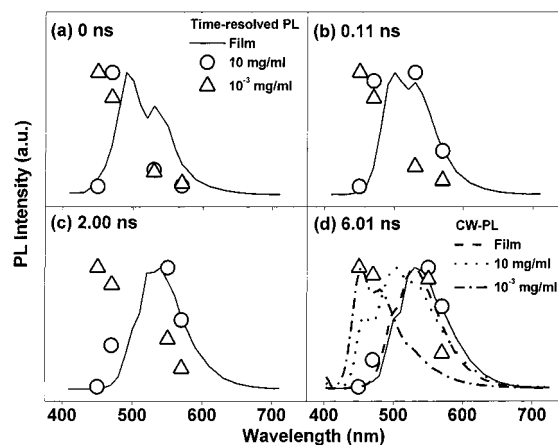 (a) 0 ns
Time-resolved PL
Film
10 mg/ml
10⁻³ mg/ml
(b) 0.11 ns
(c) 2.00 ns
(d) 6.01 ns
CW-PL
Film
10 mg/ml
10⁻³ mg/ml
PL Intensity (a.u.)
400 500 600 700
400 500 600 700
Wavelength (nm)